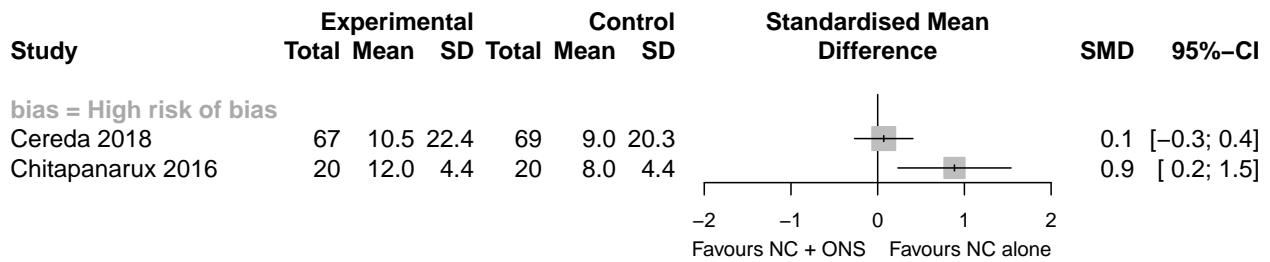 Experimental Control Standardised Mean
Study Total Mean SD Total Mean SD Difference SMD 95%−CI
bias = High risk of bias
Cereda 2018 67 10.5 22.4 69 9.0 20.3 0.1 [−0.3; 0.4]
Chitapanarux 2016 20 12.0 4.4 20 8.0 4.4 0.9 [ 0.2; 1.5]
−2 −1 0 1 2
Favours NC + ONS Favours NC alone